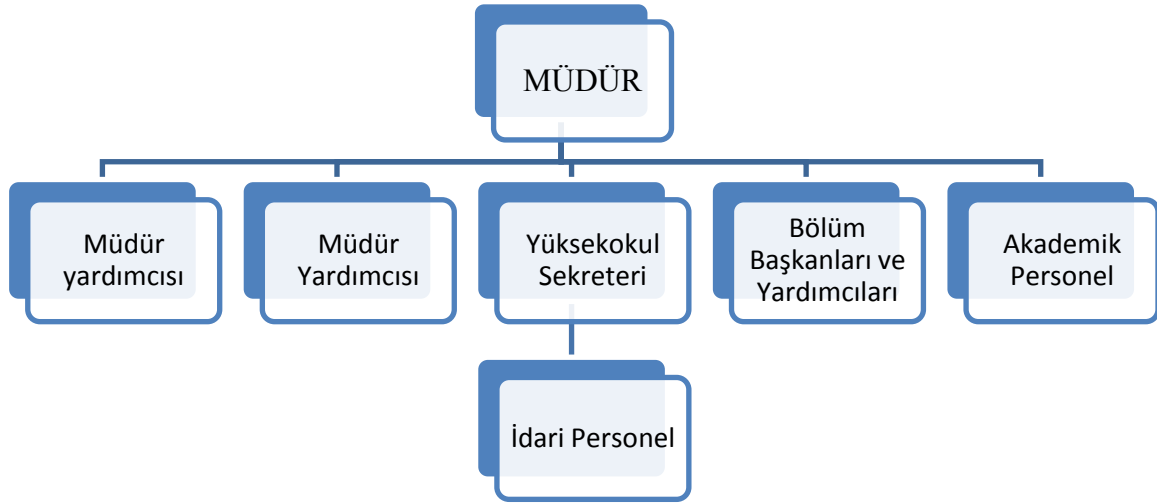 MÜDÜR
Müdür
yardımcısı
Müdür
Yardımcısı
Yüksekokul
Sekreteri
Bölüm
Başkanları ve
Yardımcıları
Akademik
Personel
İdari Personel